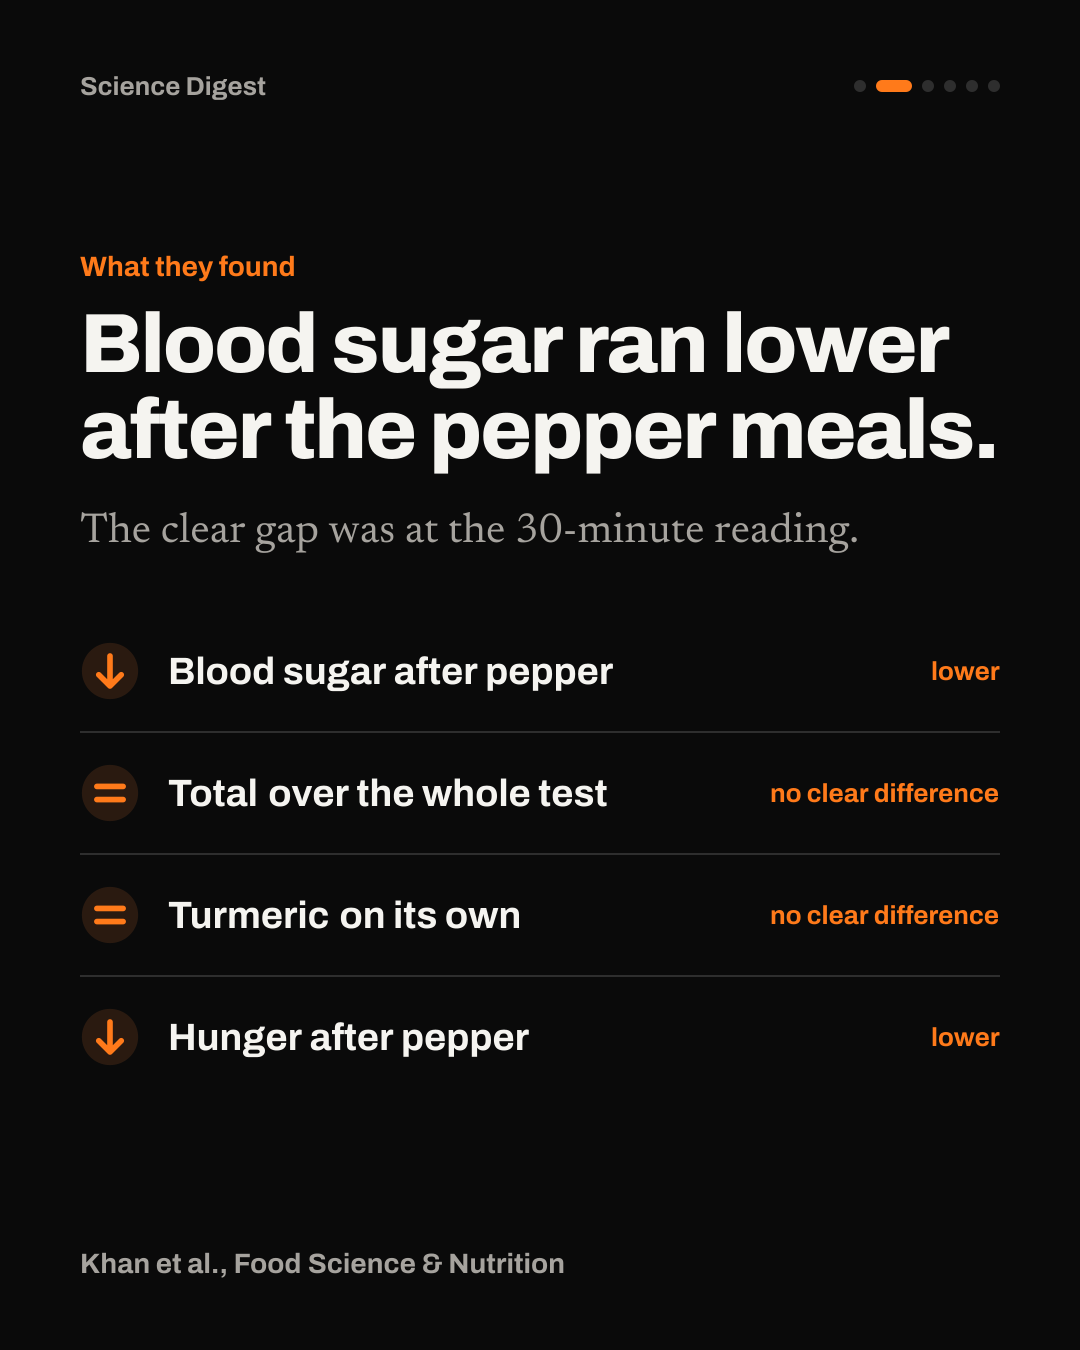 Science Digest
What they found
Blood sugar ran lower
after the pepper meals.
The clear gap was at the 30-minute reading.
Blood sugar after pepper lower
Total over the whole test no clear difference
Turmeric on its own no clear difference
Hunger after pepper lower
Khan et al., Food Science & Nutrition